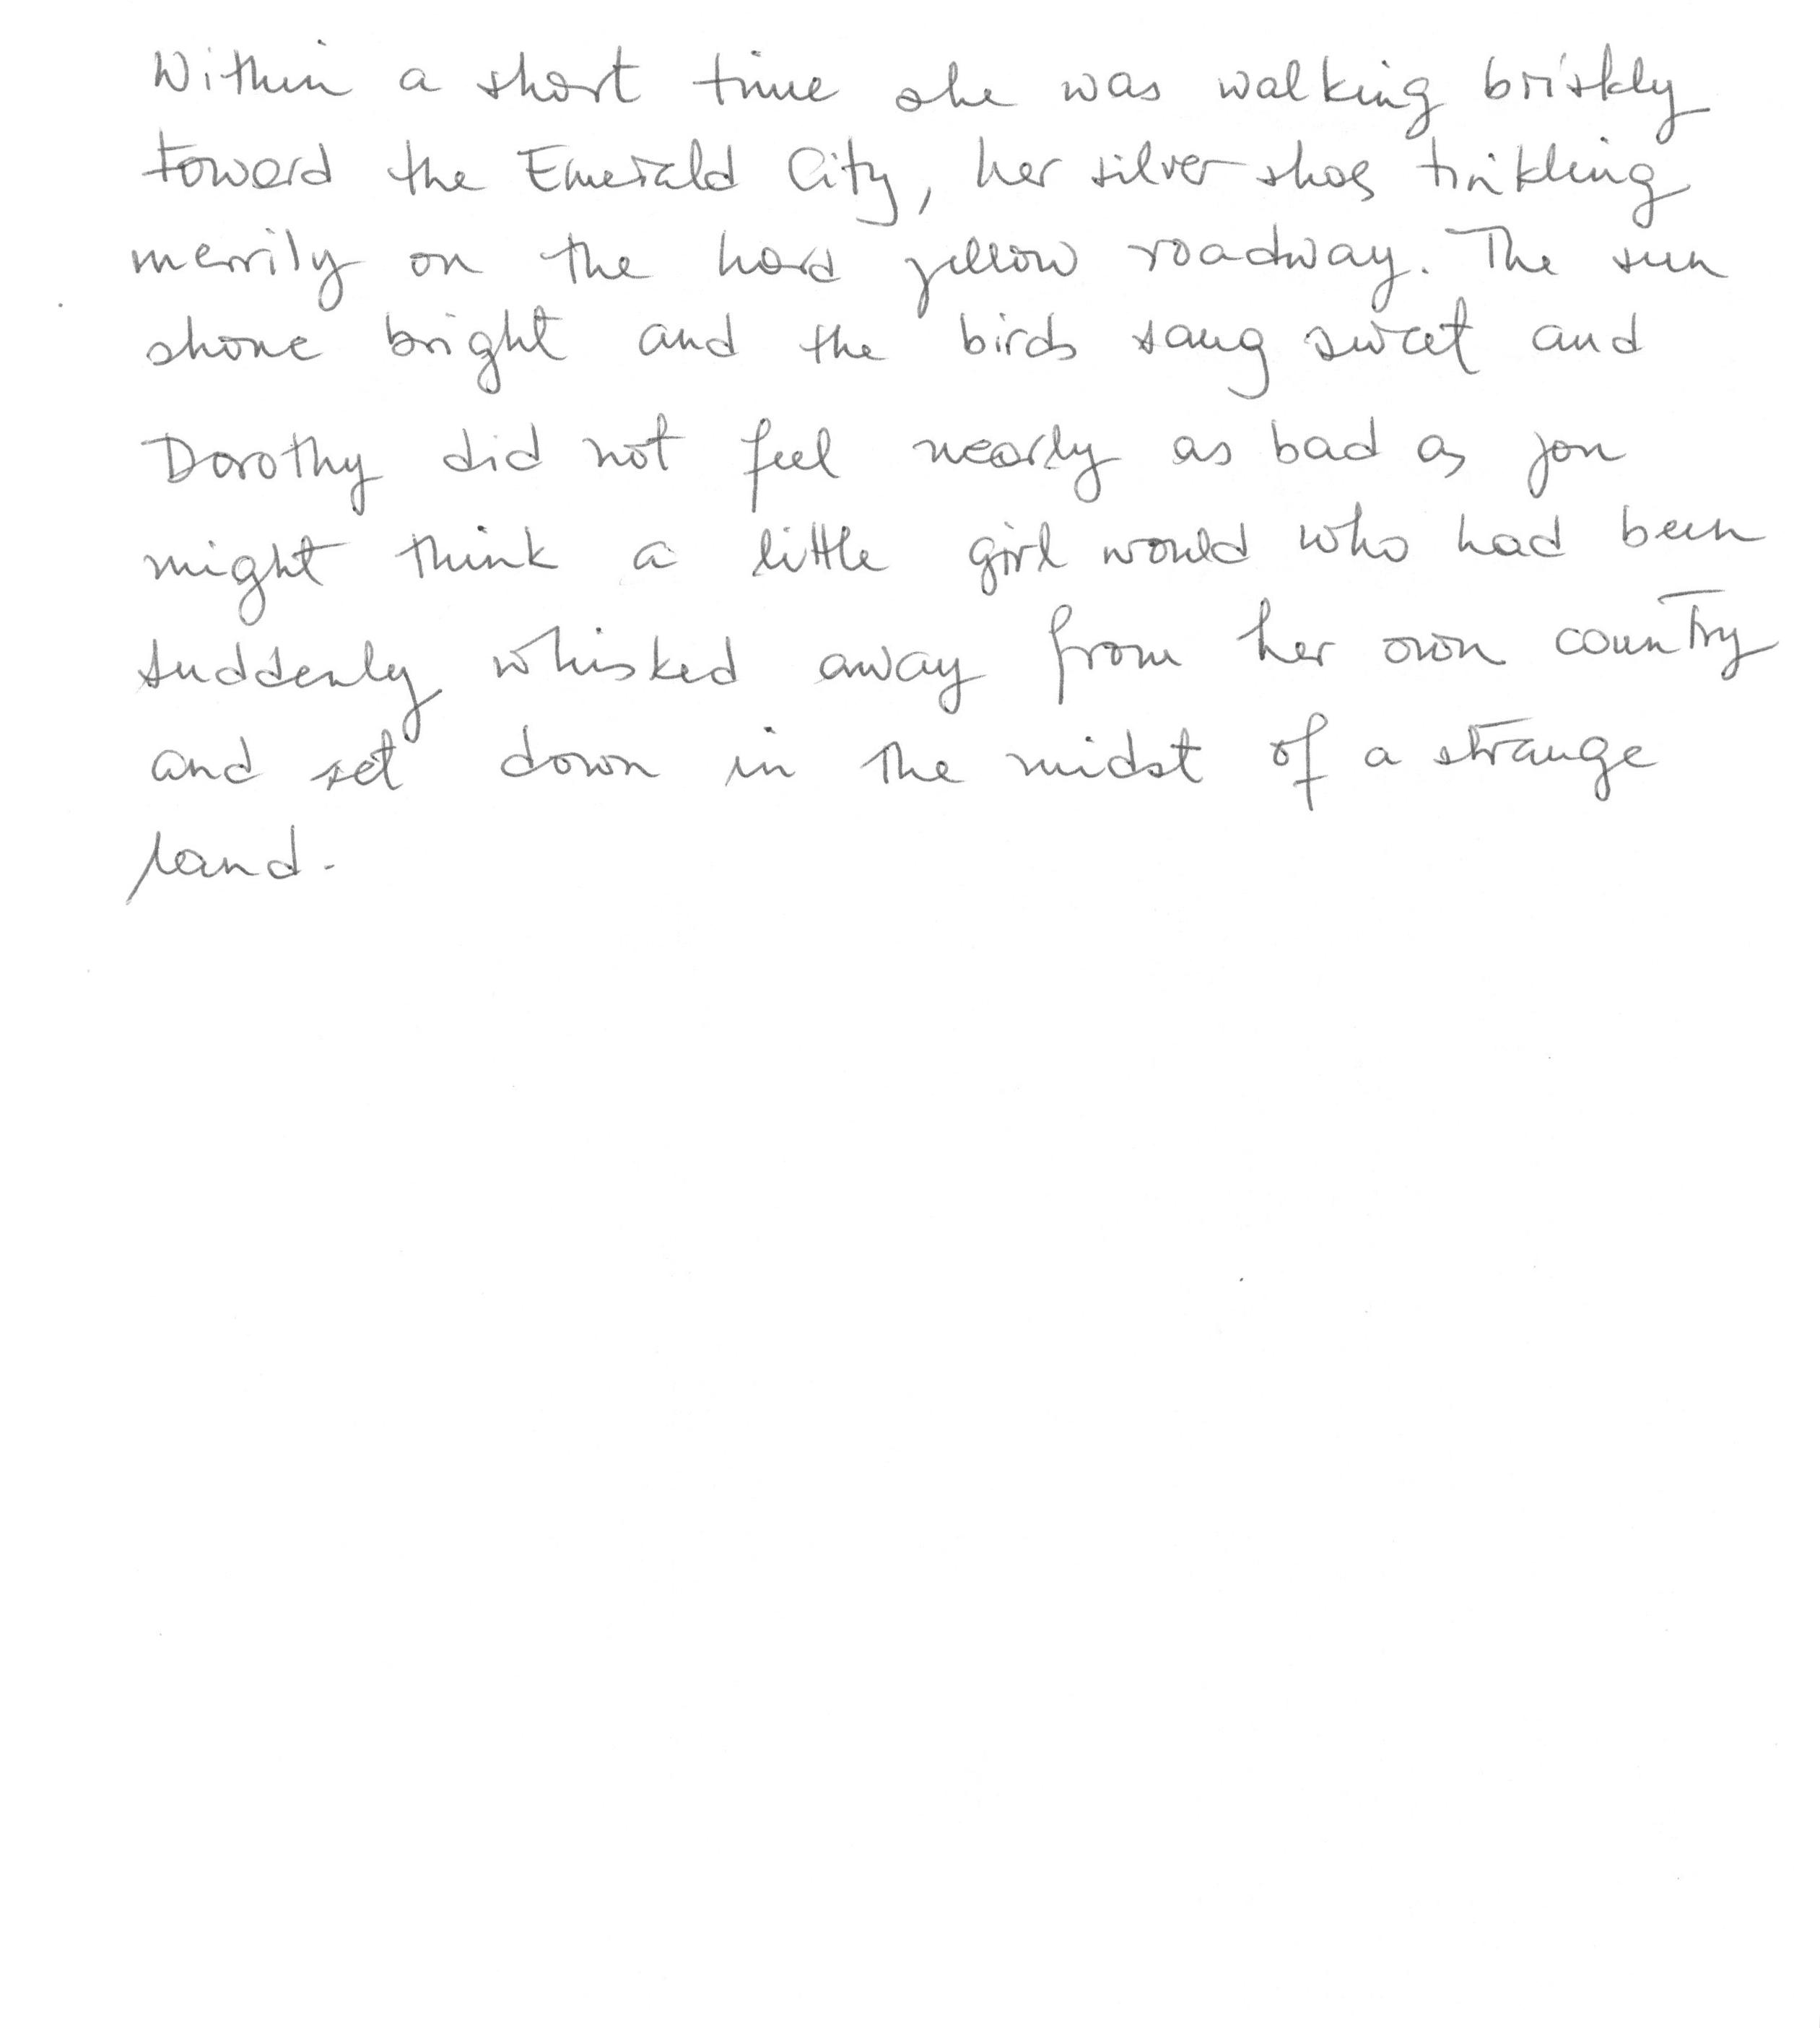 Within a short time she was walking briskly
toward the Emerald City, her silver shoes tinkling
merrily on the hard yellow roadway. The sun
shone bright and the birds sang sweet and
Dorothy did not feel nearly as bad as you
might think a little girl would who had been
suddenly whisked away from her own country
and set down in the midst of a strange
land.